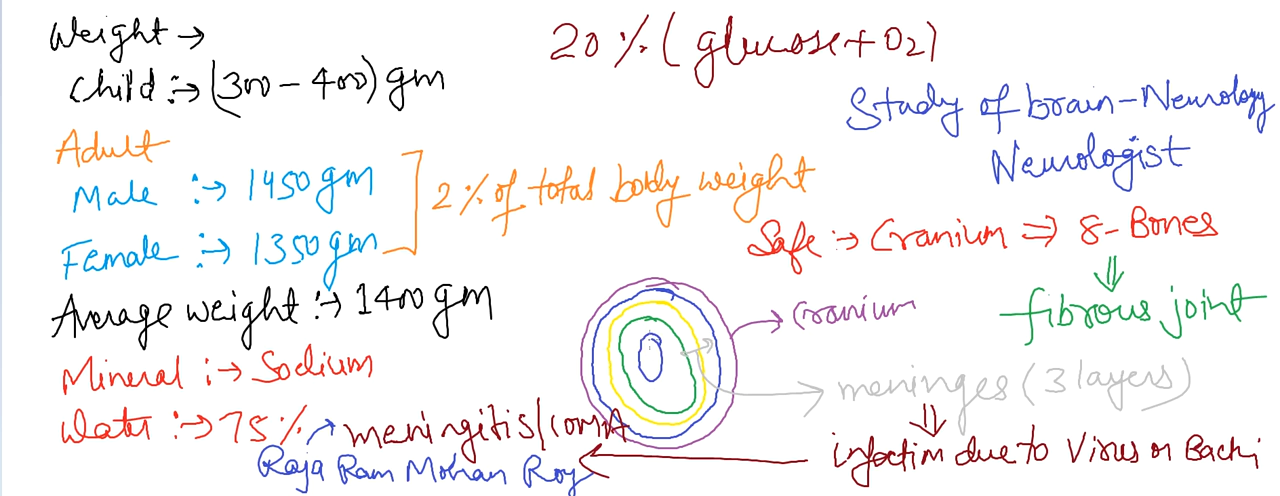 Weight →
Child :→ (300 - 400) gm
Adult
Male :→ 1450 gm
Female :→ 1350 gm
2 % of total body weight
Average weight :→ 1400 gm
Mineral :→ Sodium
Water :→ 75 % → meningitis/COMA
Raja Ram Mohan Roy
20 % ( glucose + O2)
Study of brain - Neurology
Neurologist
Safe :→ Cranium ⇒ 8 - Bones
⇓
fibrous joint
→ Cranium
→ meninges (3 layers)
⇓
infection due to Virus or Bacti